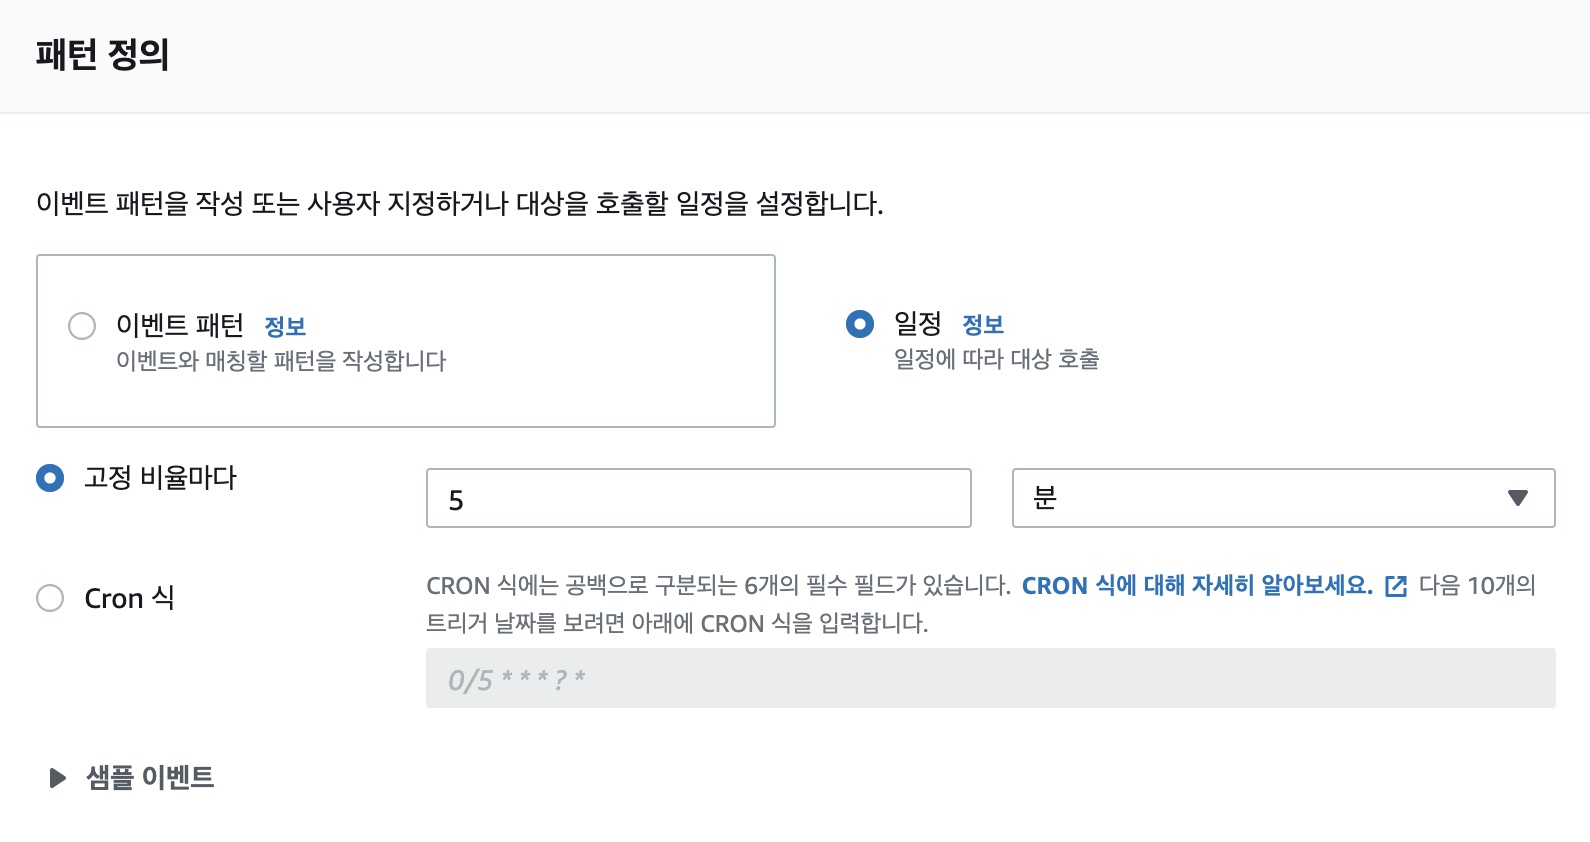 패턴 정의
이벤트 패턴을 작성 또는 사용자 지정하거나 대상을 호출할 일정을 설정합니다.
이벤트 패턴 정보
이벤트와 매칭할 패턴을 작성합니다
일정 정보
일정에 따라 대상 호출
고정 비율마다
5
분
Cron 식
CRON 식에는 공백으로 구분되는 6개의 필수 필드가 있습니다. CRON 식에 대해 자세히 알아보세요. 다음 10개의
트리거 날짜를 보려면 아래에 CRON 식을 입력합니다.
0/5 * * * ? *
샘플 이벤트